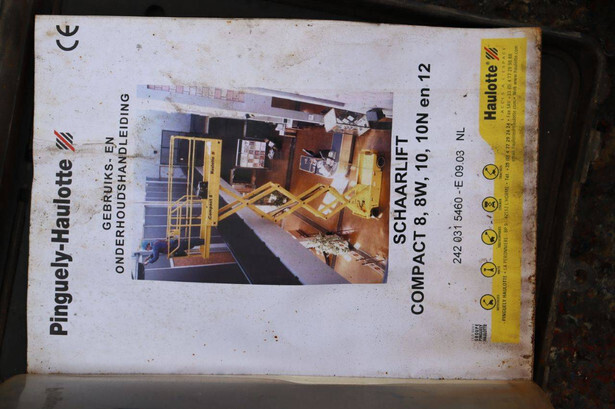 CE
Pinguely-Haulotte
GEBRUIKS- EN
ONDERHOUDSHANDLEIDING
SCHAARLIFT
COMPACT 8, 8W, 10, 10N en 12
242 031 5460 - E 09.03 NL
Haulotte